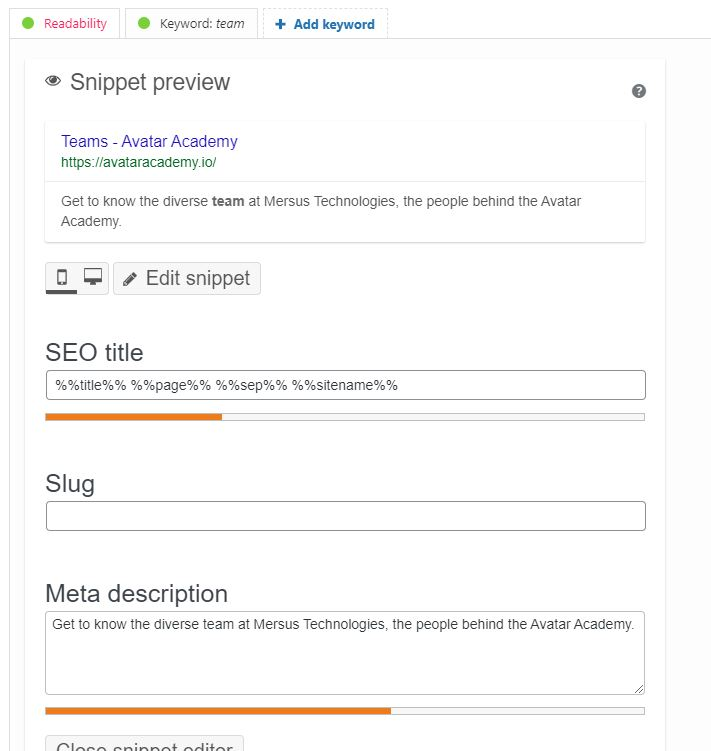 Readability
Keyword: team
+ Add keyword
Snippet preview
?
Teams - Avatar Academy
https://avataracademy.io/
Get to know the diverse team at Mersus Technologies, the people behind the Avatar
Academy.
Edit snippet
SEO title
%%title%% %%page%% %%sep%% %%sitename%%
Slug
Meta description
Get to know the diverse team at Mersus Technologies, the people behind the Avatar Academy.
Close snippet editor